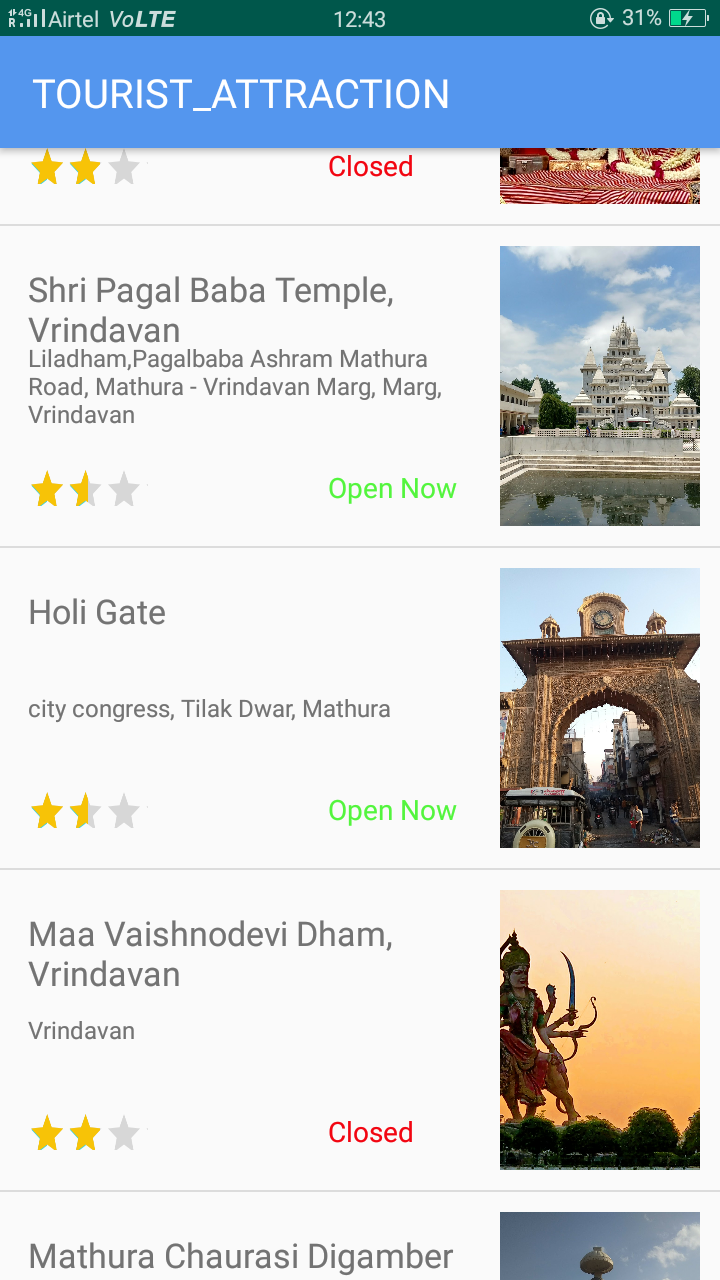 Airtel VoLTE 12:43 31%
TOURIST_ATTRACTION
Closed
Shri Pagal Baba Temple,
Vrindavan
Liladham,Pagalbaba Ashram Mathura
Road, Mathura - Vrindavan Marg, Marg,
Vrindavan
Open Now
Holi Gate
city congress, Tilak Dwar, Mathura
Open Now
Maa Vaishnodevi Dham,
Vrindavan
Vrindavan
Closed
Mathura Chaurasi Digamber